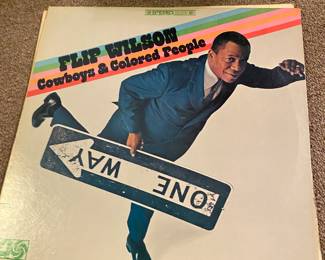 STEREO
FLIP WILSON
Cowboys & Colored People
ONE WAY